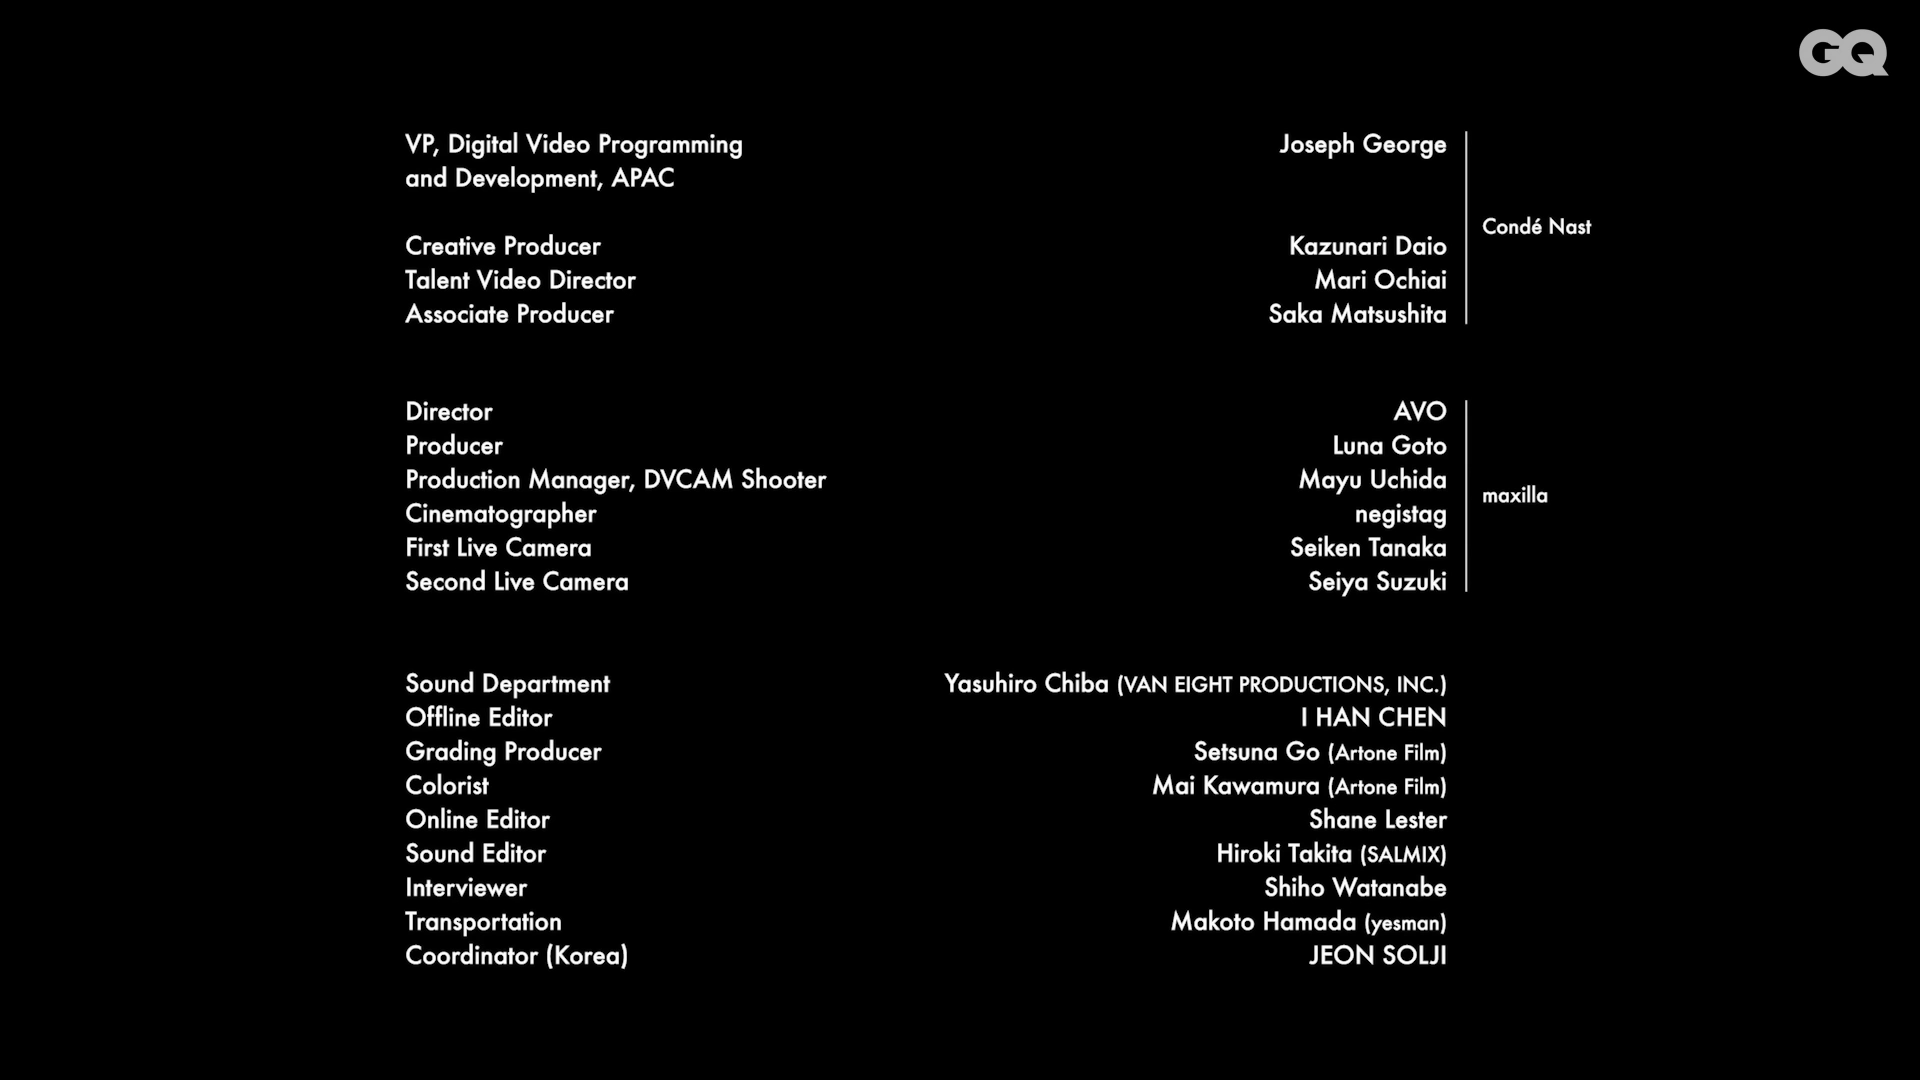 GQ
VP, Digital Video Programming Joseph George
and Development, APAC
Condé Nast
Creative Producer Kazunari Daio
Talent Video Director Mari Ochiai
Associate Producer Saka Matsushita
Director AVO
Producer Luna Goto
Production Manager, DVCAM Shooter Mayu Uchida
maxilla
Cinematographer negistag
First Live Camera Seiken Tanaka
Second Live Camera Seiya Suzuki
Sound Department Yasuhiro Chiba (VAN EIGHT PRODUCTIONS, INC.)
Offline Editor I HAN CHEN
Grading Producer Setsuna Go (Artone Film)
Colorist Mai Kawamura (Artone Film)
Online Editor Shane Lester
Sound Editor Hiroki Takita (SALMIX)
Interviewer Shiho Watanabe
Transportation Makoto Hamada (yesman)
Coordinator (Korea) JEON SOLJI